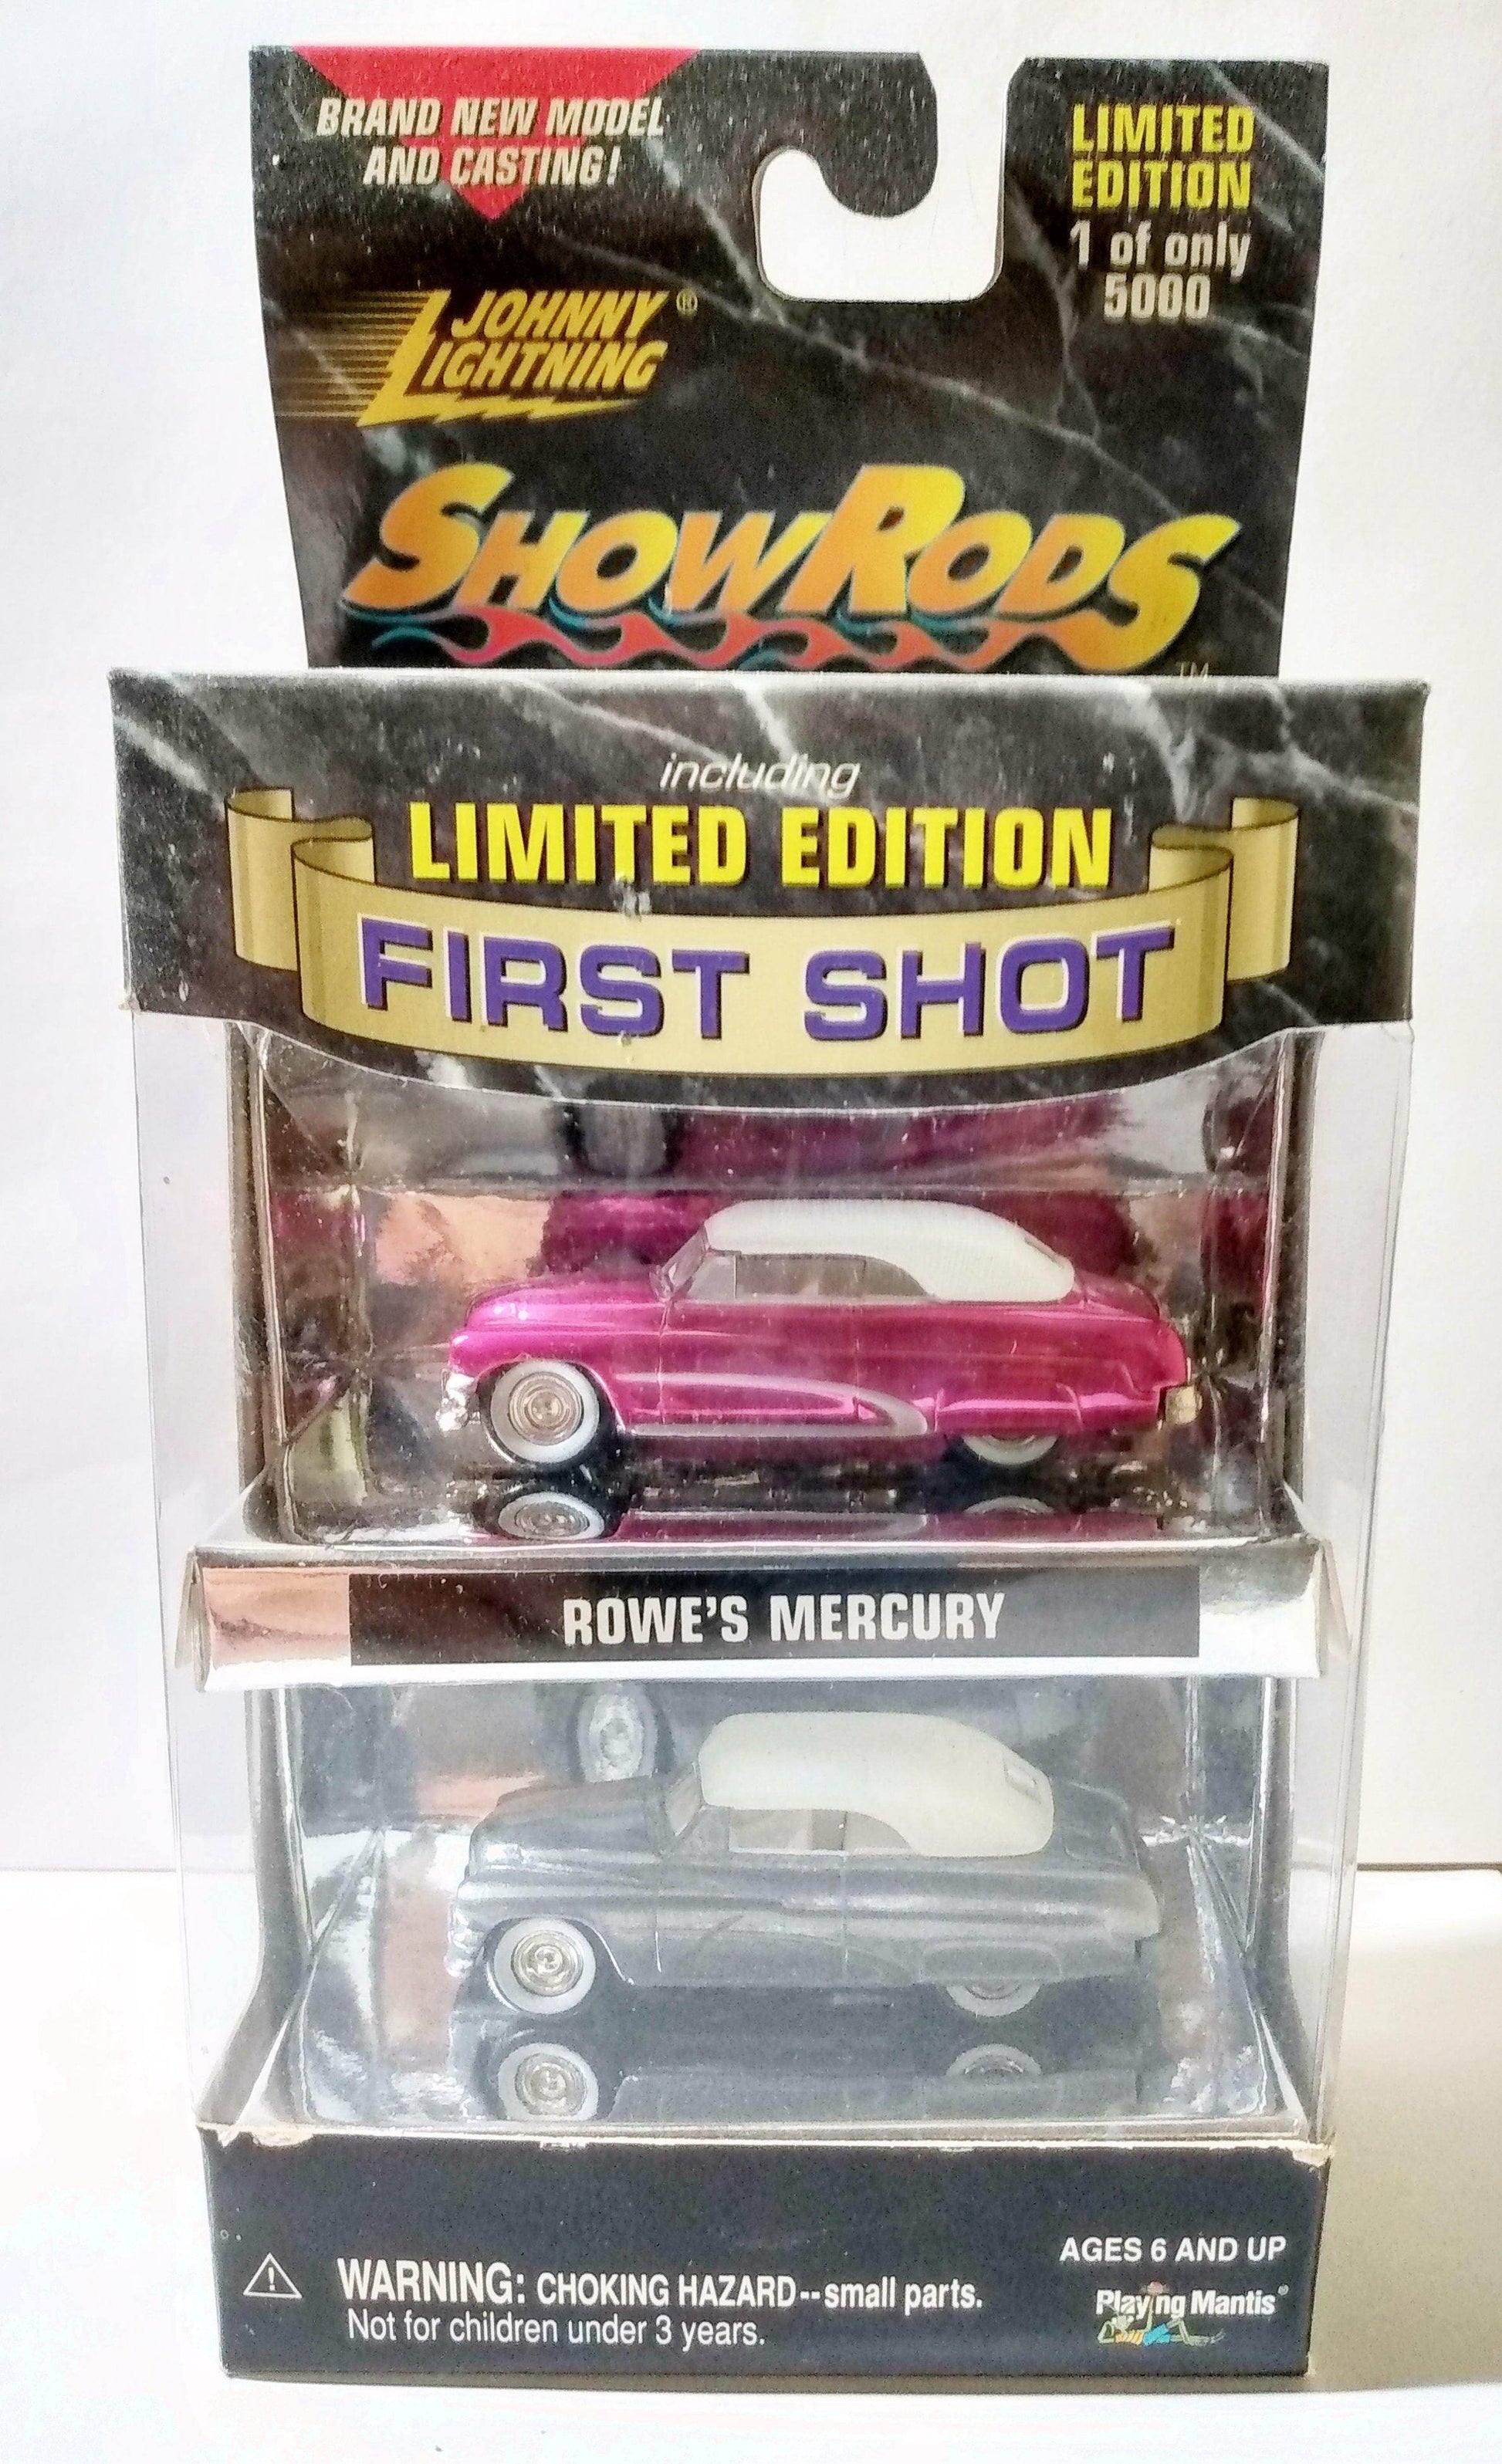 BRAND NEW MODEL
AND CASTING!
LIMITED
EDITION
1 of only
5000
JOHNNY
LIGHTNING®
SHOWRODS
TM
including
LIMITED EDITION
FIRST SHOT
ROWE'S MERCURY
AGES 6 AND UP
WARNING: CHOKING HAZARD--small parts.
Not for children under 3 years.
Playing Mantis®